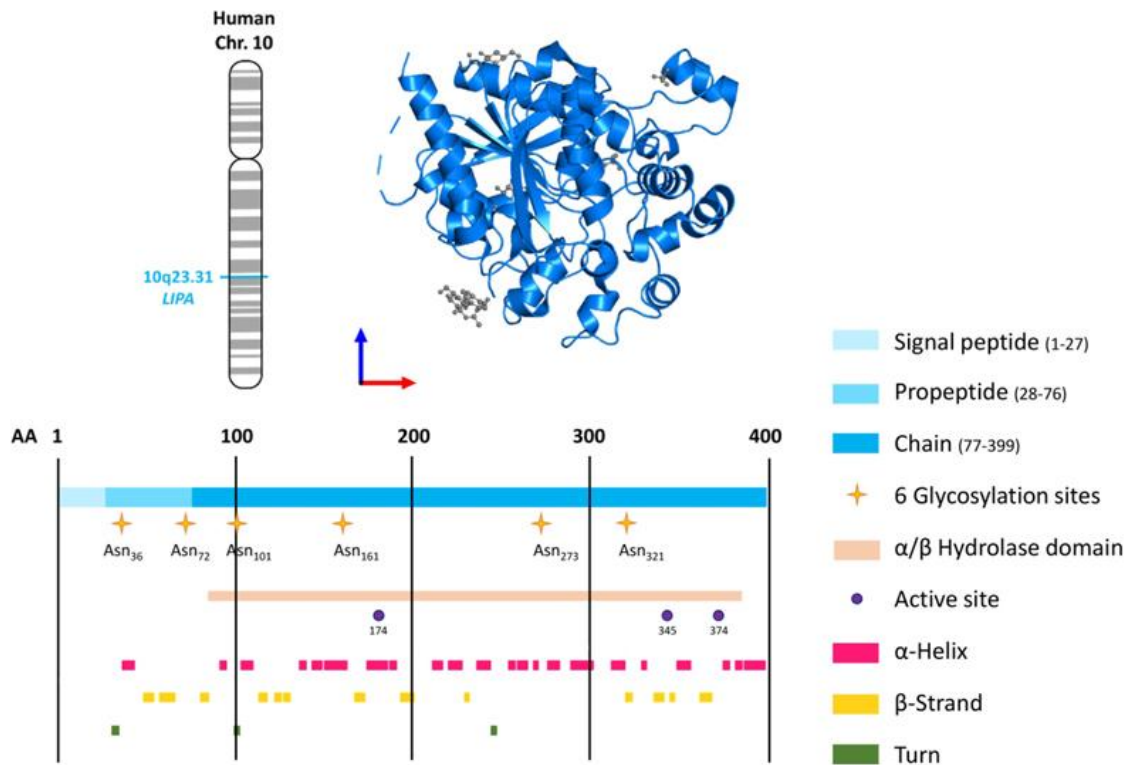 Human
Chr. 10
10q23.31
LIPA
Signal peptide (1-27)
Propeptide (28-76)
Chain (77-399)
6 Glycosylation sites
α/β Hydrolase domain
Active site
α-Helix
β-Strand
Turn
AA 1 100 200 300 400
Asn36 Asn72 Asn101 Asn161 Asn273 Asn321
174 345 374